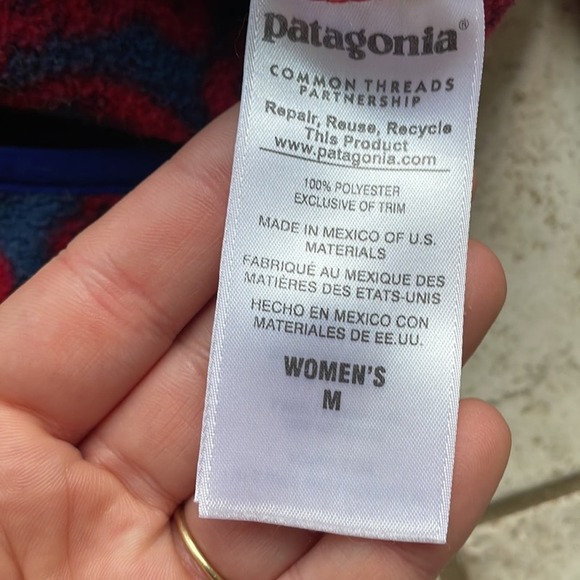 patagonia®
COMMON THREADS
PARTNERSHIP
Repair, Reuse, Recycle
This Product
www.patagonia.com
100% POLYESTER
EXCLUSIVE OF TRIM
MADE IN MEXICO OF U.S.
MATERIALS
FABRIQUÉ AU MEXIQUE DES
MATIÈRES DES ETATS-UNIS
HECHO EN MEXICO CON
MATERIALES DE EE.UU.
WOMEN'S
M